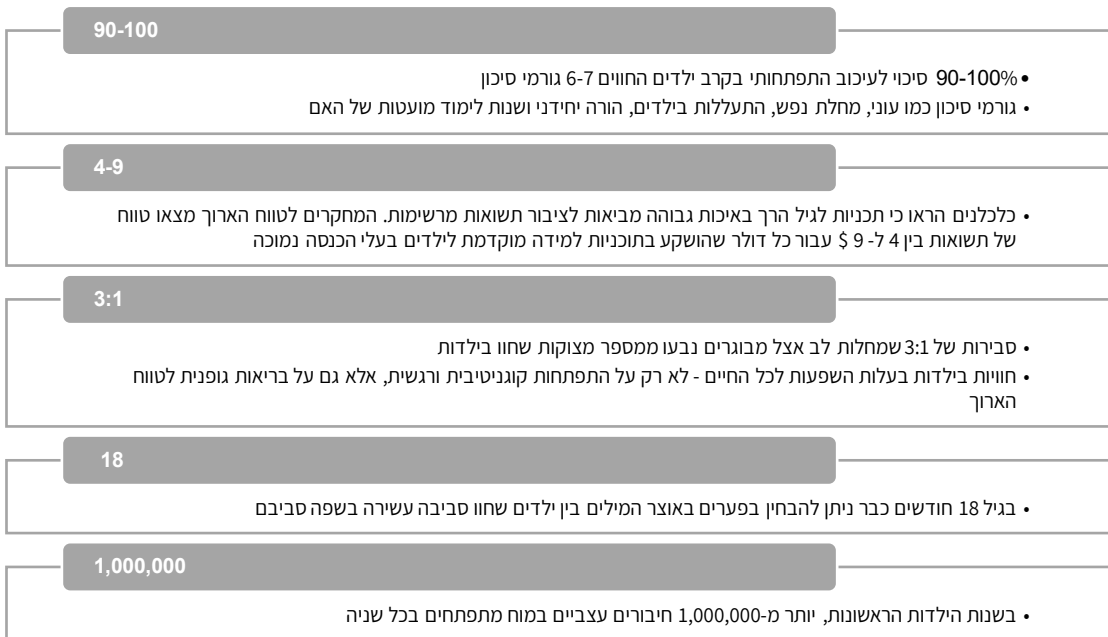 90-100
• 90-100% סיכוי לעיכוב התפתחותי בקרב ילדים החווים 6-7 גורמי סיכון
• גורמי סיכון כמו עוני, מחלת נפש, התעללות בילדים, הורה יחידני ושנות לימוד מועטות של האם
4-9
• כלכלנים הראו כי תכניות לגיל הרך באיכות גבוהה מביאות לציבור תשואות מרשימות. המחקרים לטווח הארוך מצאו טווח
של תשואות בין 4 ל- 9 $ עבור כל דולר שהושקע בתוכניות למידה מוקדמת לילדים בעלי הכנסה נמוכה
3:1
• סבירות של 3:1 שמחלות לב אצל מבוגרים נבעו ממספר מצוקות שחוו בילדות
• חוויות בילדות בעלות השפעות לכל החיים - לא רק על התפתחות קוגניטיבית ורגשית, אלא גם על בריאות גופנית לטווח
הארוך
18
• בגיל 18 חודשים כבר ניתן להבחין בפערים באוצר המילים בין ילדים שחוו סביבה עשירה בשפה סביבם
1,000,000
• בשנות הילדות הראשונות, יותר מ-1,000,000 חיבורים עצביים במוח מתפתחים בכל שניה